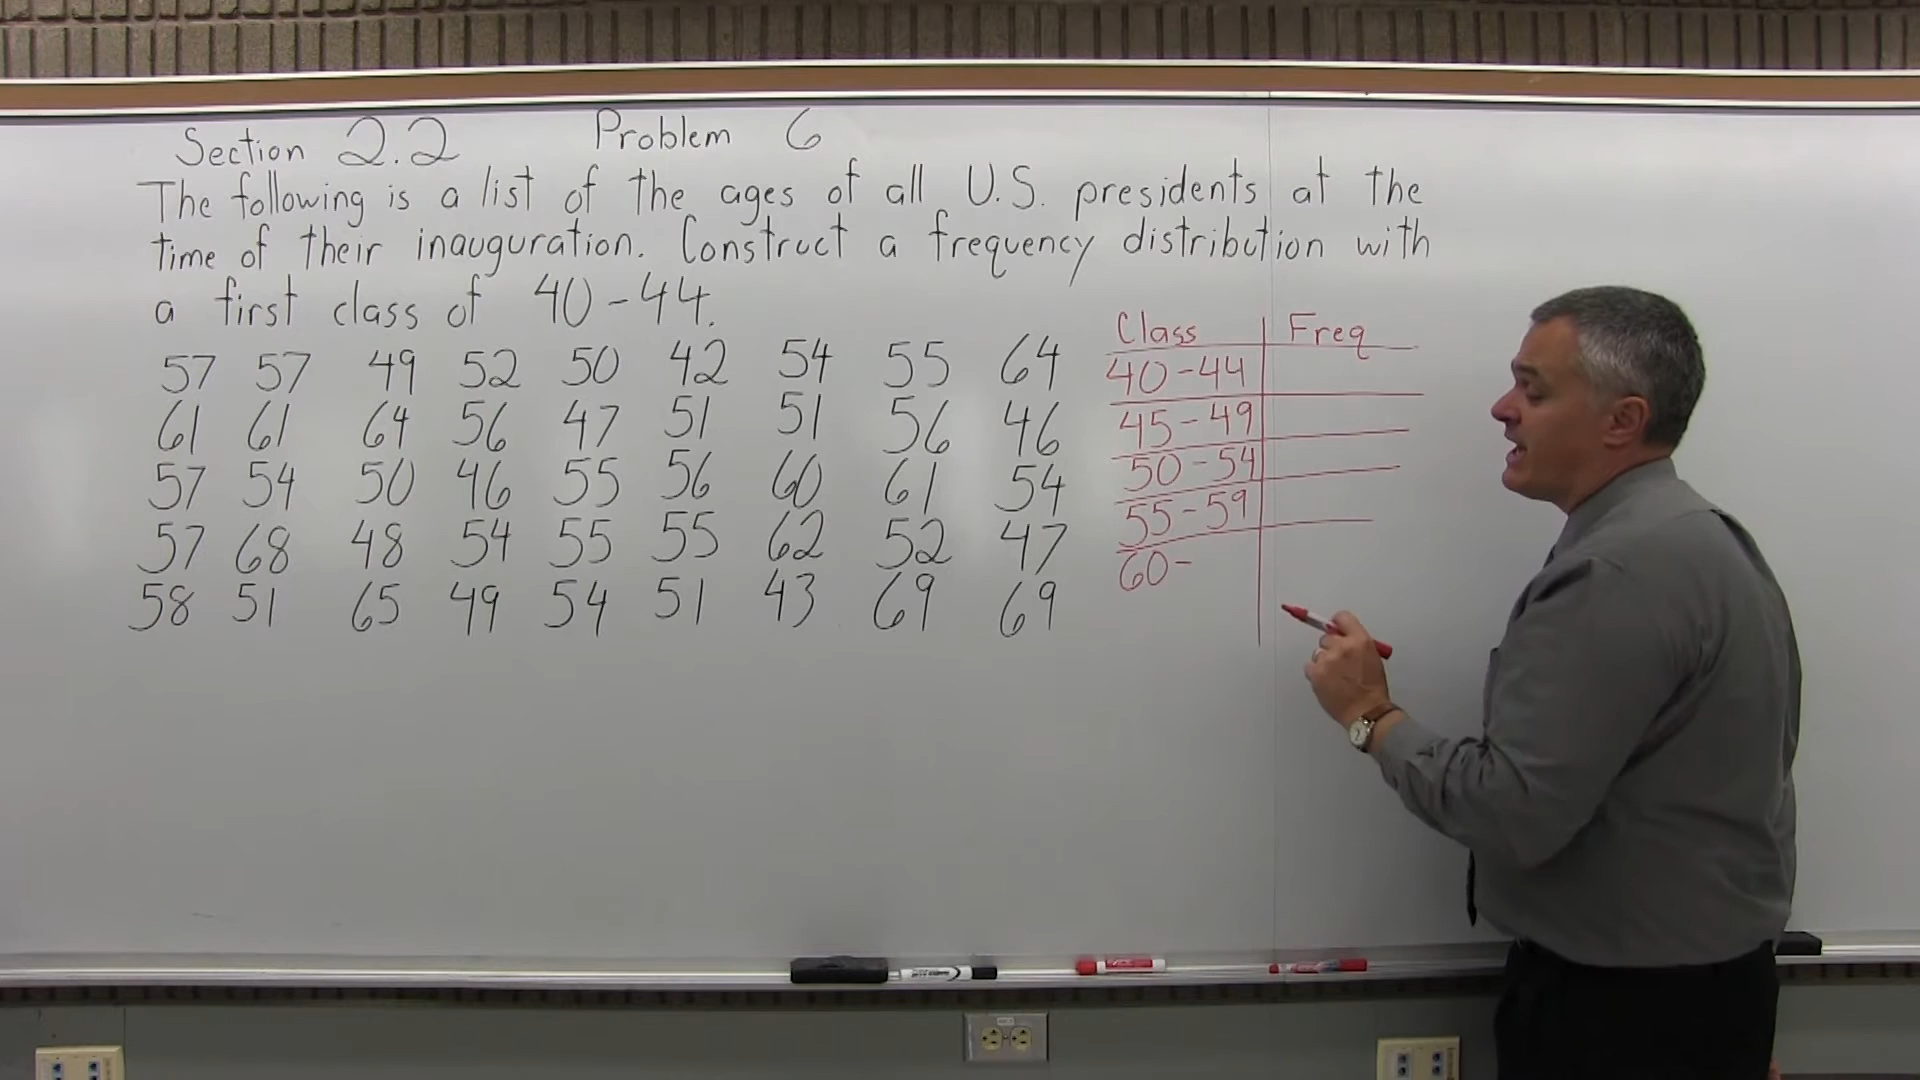 Section 2.2 Problem 6
The following is a list of the ages of all U.S. presidents at the
time of their inauguration. Construct a frequency distribution with
a first class of 40-44.
57 57 49 52 50 42 54 55 64
61 61 64 56 47 51 51 56 46
57 54 50 46 55 56 60 61 54
57 68 48 54 55 55 62 52 47
58 51 65 49 54 51 43 69 69
Class Freq
40-44
45-49
50-54
55-59
60-